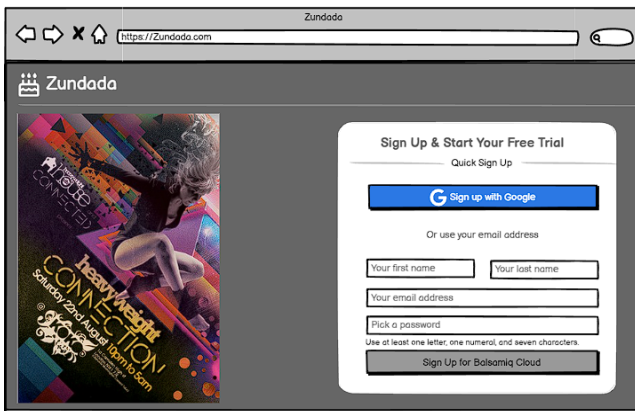 Zundada
https://Zundada.com
Zundada
house
CONNECTED
heavyweight
CONNECTION
Saturday 22nd August 10pm to 5am
Sign Up & Start Your Free Trial
Quick Sign Up
G Sign up with Google
Or use your email address
Your first name
Your last name
Your email address
Pick a password
Use at least one letter, one numeral, and seven characters.
Sign Up for Balsamiq Cloud